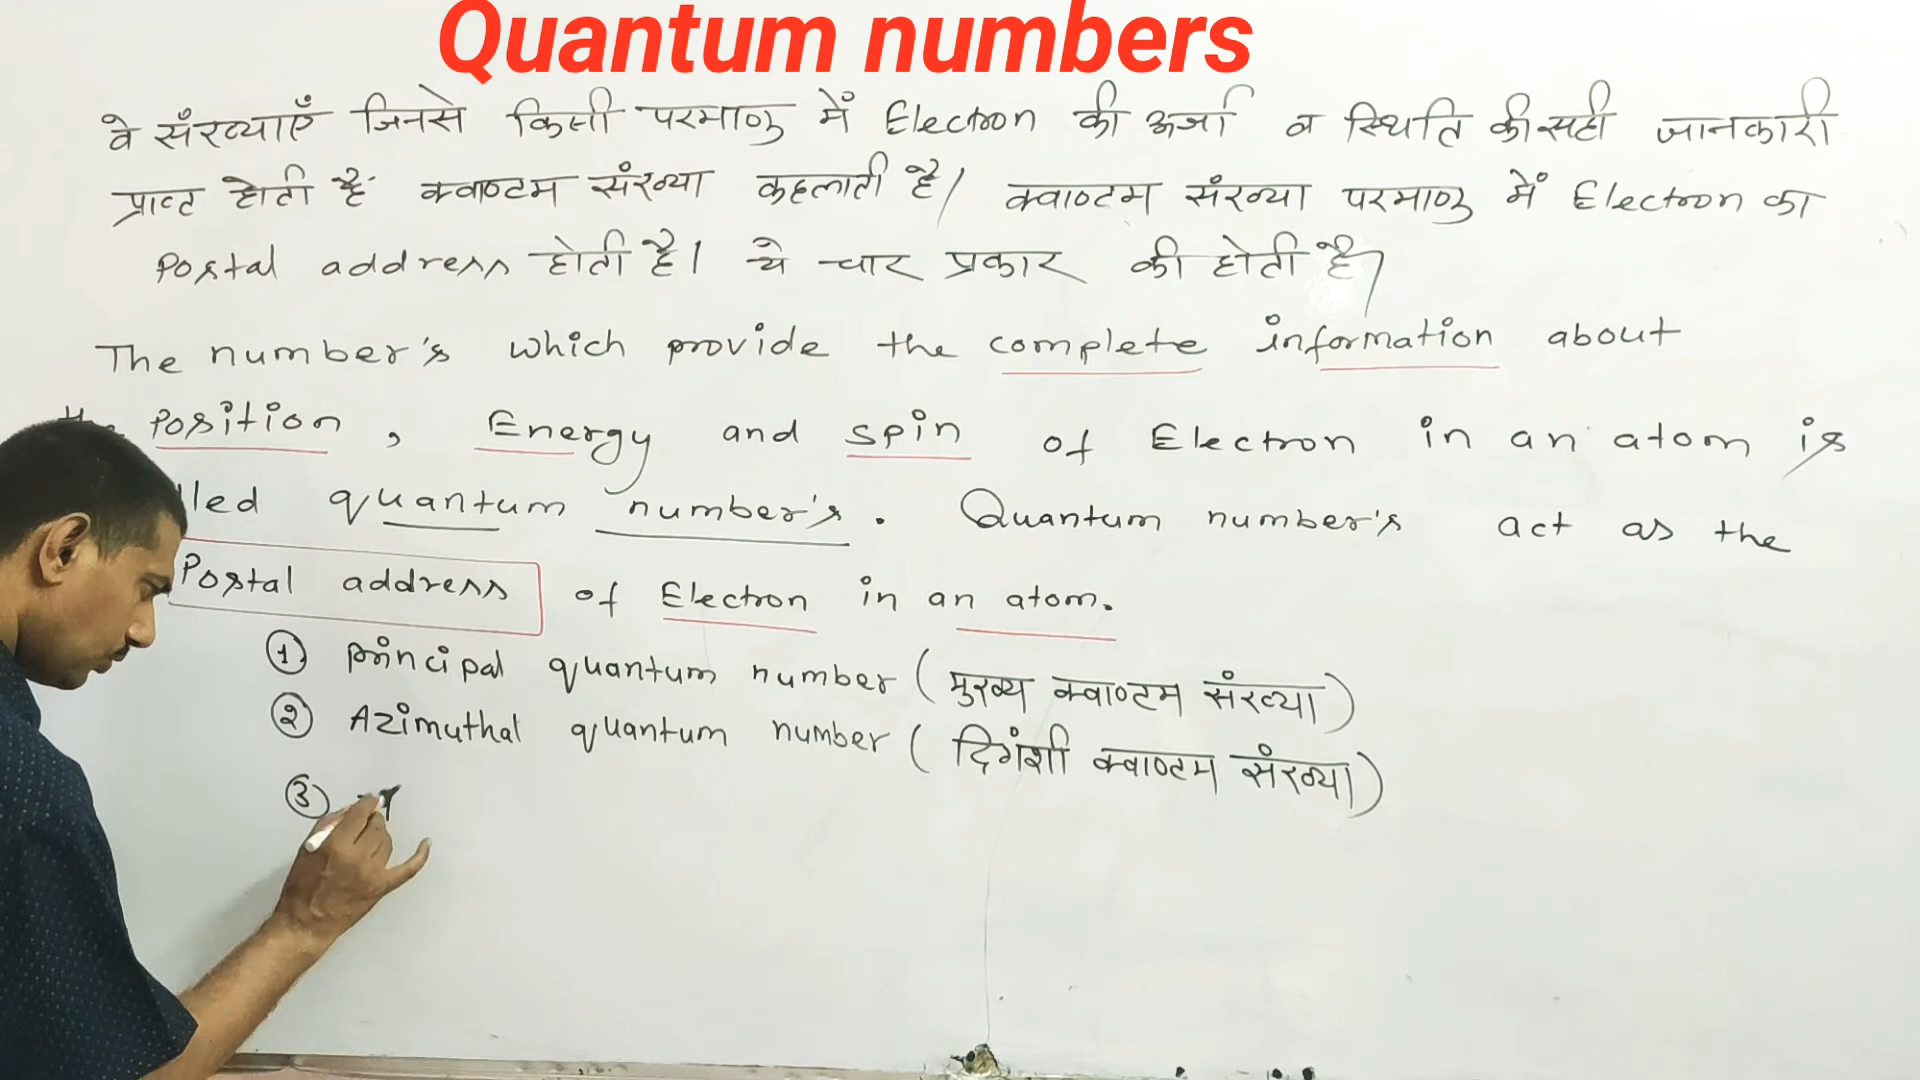 Quantum numbers
वे संख्याएँ जिनसे किसी परमाणु में Electron की ऊर्जा व स्थिति की सही जानकारी
प्राप्त होती है क्वाण्टम संख्या कहलाती है। क्वाण्टम संख्या परमाणु में Electron का
Postal address होती है। ये चार प्रकार की होती है।
The number's which provide the complete information about
Position, Energy and spin of Electron in an atom is
quantum number's. Quantum number's act as the
Postal address of Electron in an atom.
① Principal quantum number (मुख्य क्वाण्टम संख्या)
② Azimuthal quantum number (दिगंशी क्वाण्टम संख्या)
③